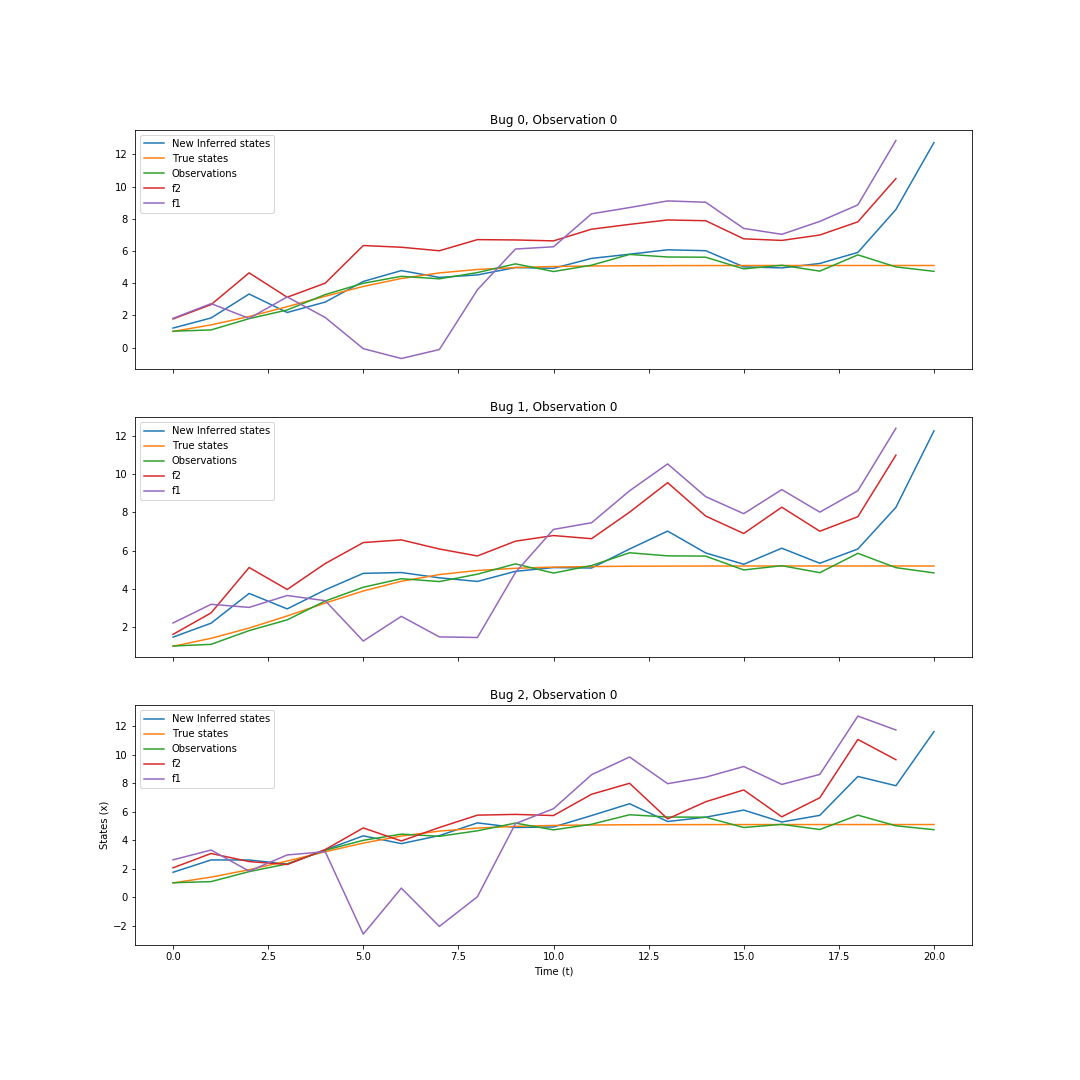 Bug 0, Observation 0
New Inferred states
True states
Observations
f2
f1
12
10
8
6
4
2
0
Bug 1, Observation 0
New Inferred states
True states
Observations
f2
f1
12
10
8
6
4
2
Bug 2, Observation 0
New Inferred states
True states
Observations
f2
f1
12
10
8
6
4
2
0
−2
States (x)
0.0 2.5 5.0 7.5 10.0 12.5 15.0 17.5 20.0
Time (t)